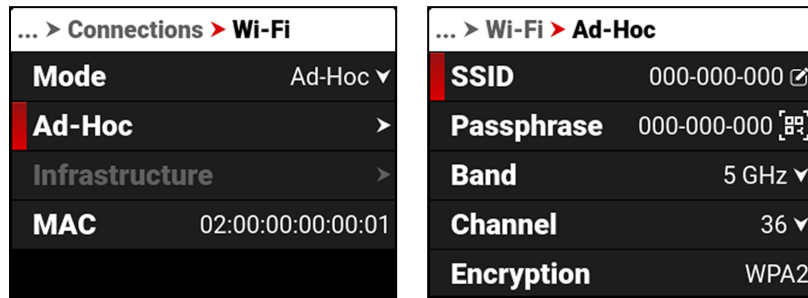 ... > Connections > Wi-Fi
Mode Ad-Hoc
Ad-Hoc
Infrastructure
MAC 02:00:00:00:00:01
... > Wi-Fi > Ad-Hoc
SSID 000-000-000
Passphrase 000-000-000
Band 5 GHz
Channel 36
Encryption WPA2